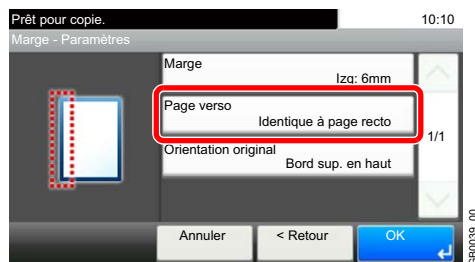 Prêt pour copie.
10:10
Marge - Paramètres
Marge
Izq: 6mm
Page verso
Identique à page recto
1/1
Orientation original
Bord sup. en haut
Annuler
< Retour
OK
GB0039_00